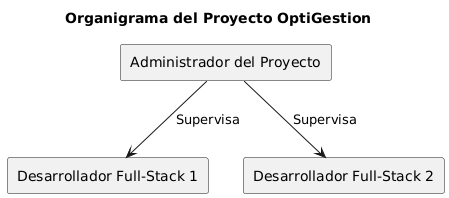 Organigrama del Proyecto OptiGestion
Administrador del Proyecto
Supervisa
Supervisa
Desarrollador Full-Stack 1
Desarrollador Full-Stack 2